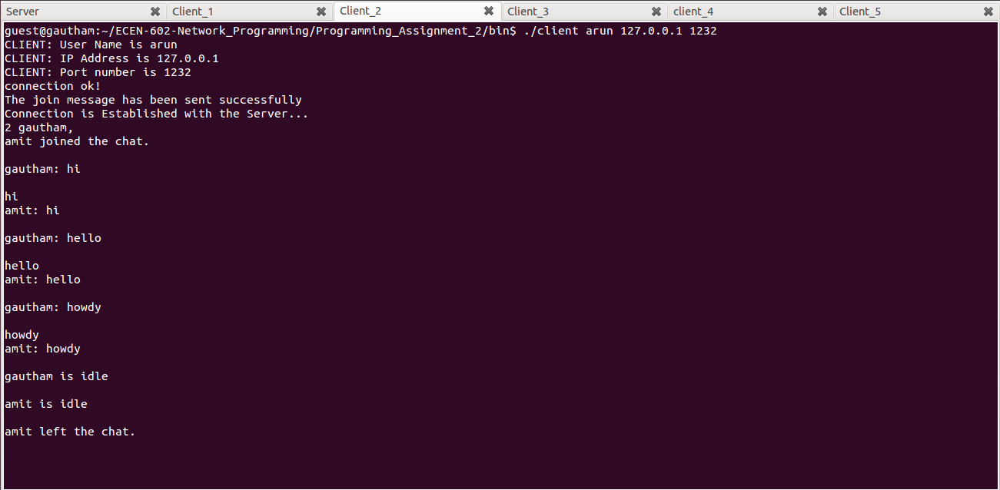 Server Client_1 Client_2 Client_3 client_4 Client_5
guest@gautham:~/ECEN-602-Network_Programming/Programming_Assignment_2/bin$ ./client arun 127.0.0.1 1232
CLIENT: User Name is arun
CLIENT: IP Address is 127.0.0.1
CLIENT: Port number is 1232
connection ok!
The join message has been sent successfully
Connection is Established with the Server...
2 gautham,
amit joined the chat.
gautham: hi
hi
amit: hi
gautham: hello
hello
amit: hello
gautham: howdy
howdy
amit: howdy
gautham is idle
amit is idle
amit left the chat.